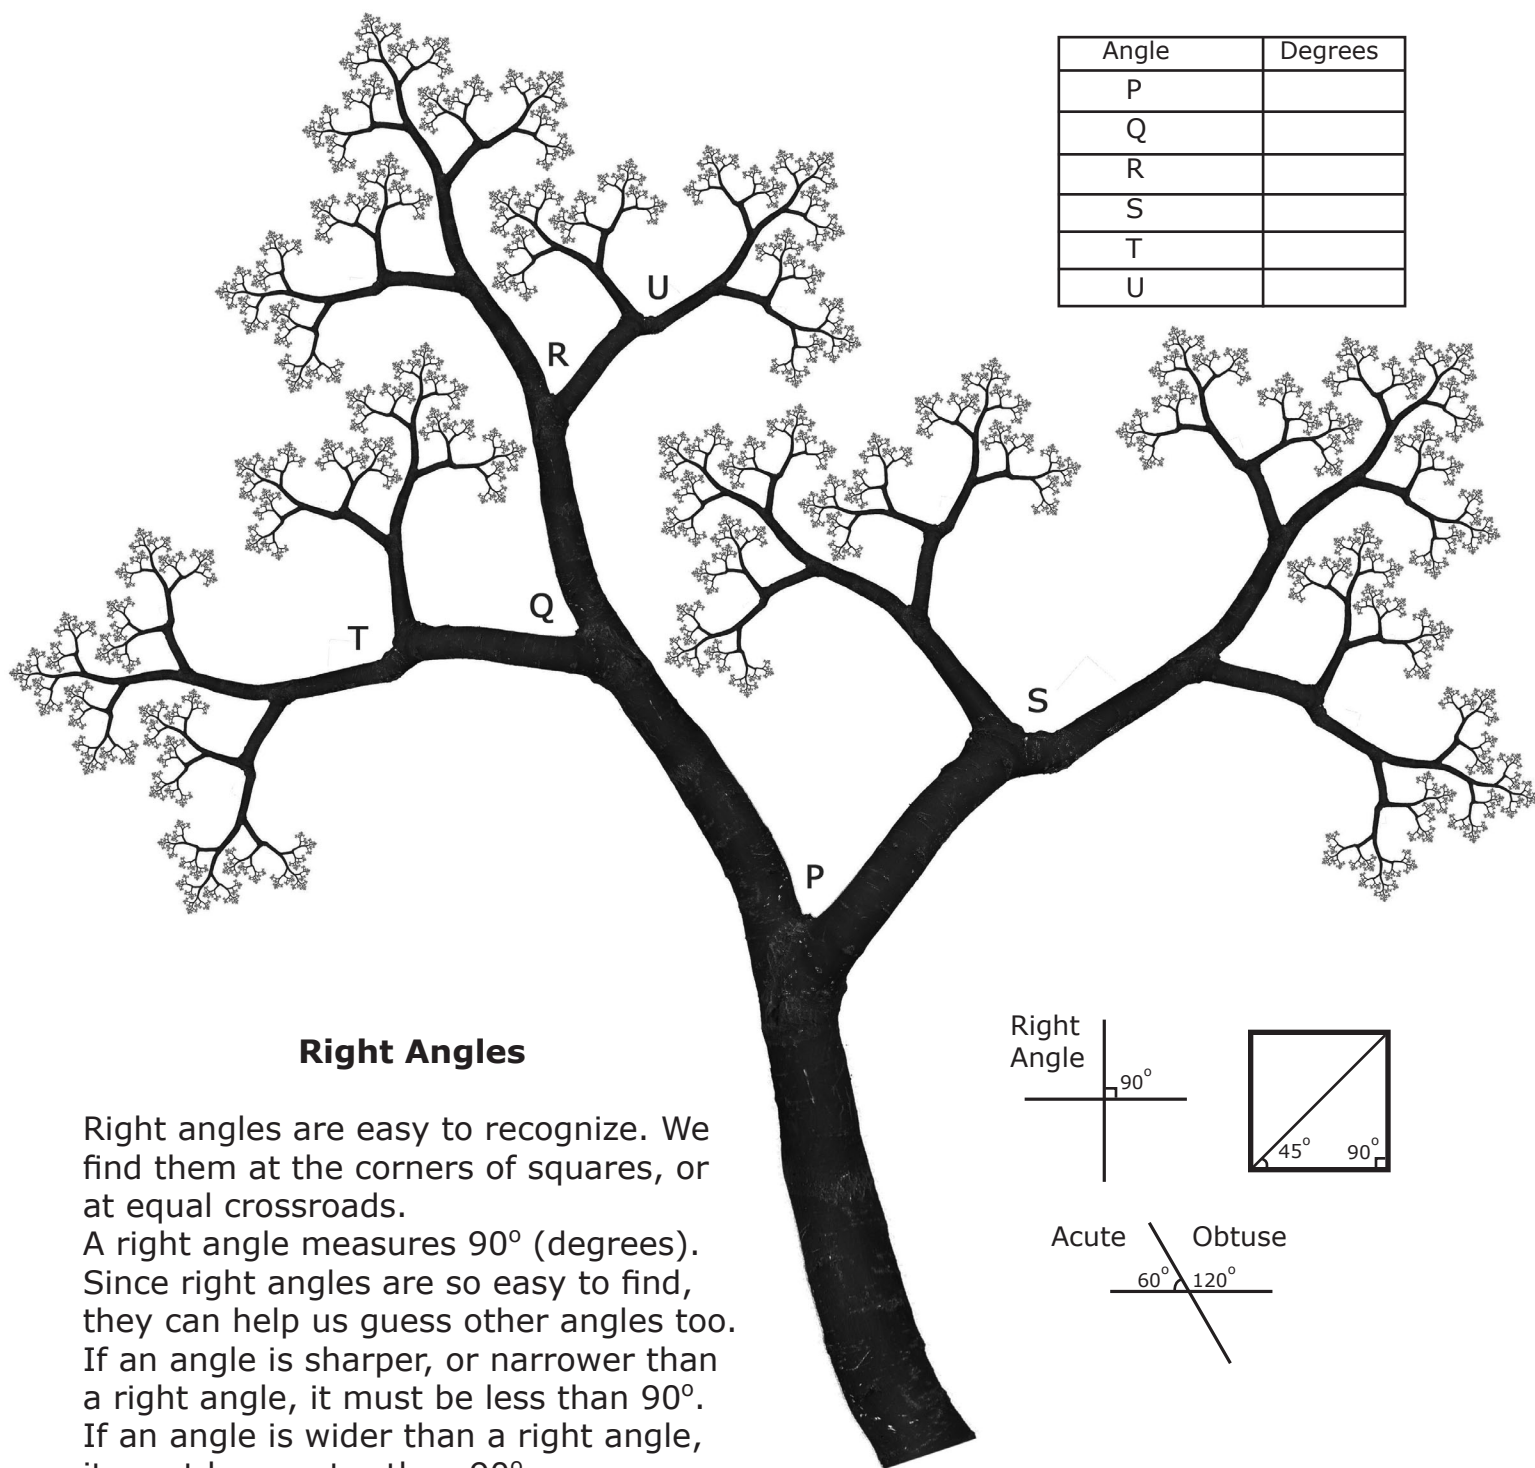 Angle Degrees
P
Q
R
S
T
U
U
R
Q
T
S
P
Right Angles
Right angles are easy to recognize. We
find them at the corners of squares, or
at equal crossroads.
A right angle measures 90° (degrees).
Since right angles are so easy to find,
they can help us guess other angles too.
If an angle is sharper, or narrower than
a right angle, it must be less than 90°.
If an angle is wider than a right angle,
Right
Angle
90°
45° 90°
Acute Obtuse
60° 120°